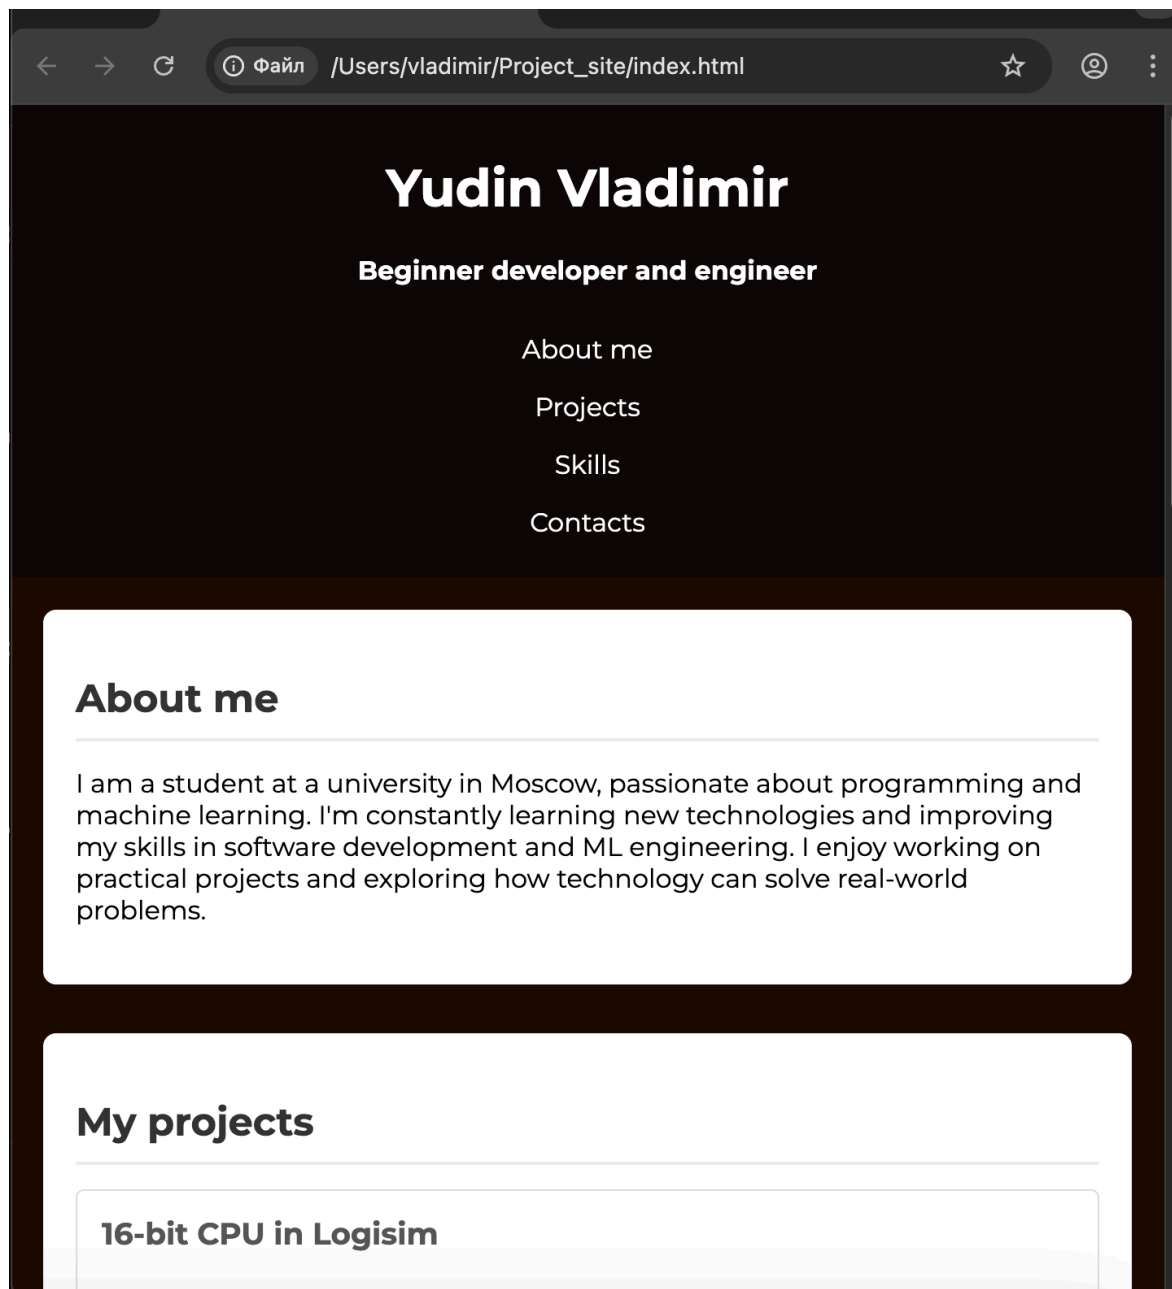 Файл /Users/vladimir/Project_site/index.html
Yudin Vladimir
Beginner developer and engineer
About me
Projects
Skills
Contacts
About me
I am a student at a university in Moscow, passionate about programming and
machine learning. I'm constantly learning new technologies and improving
my skills in software development and ML engineering. I enjoy working on
practical projects and exploring how technology can solve real-world
problems.
My projects
16-bit CPU in Logisim